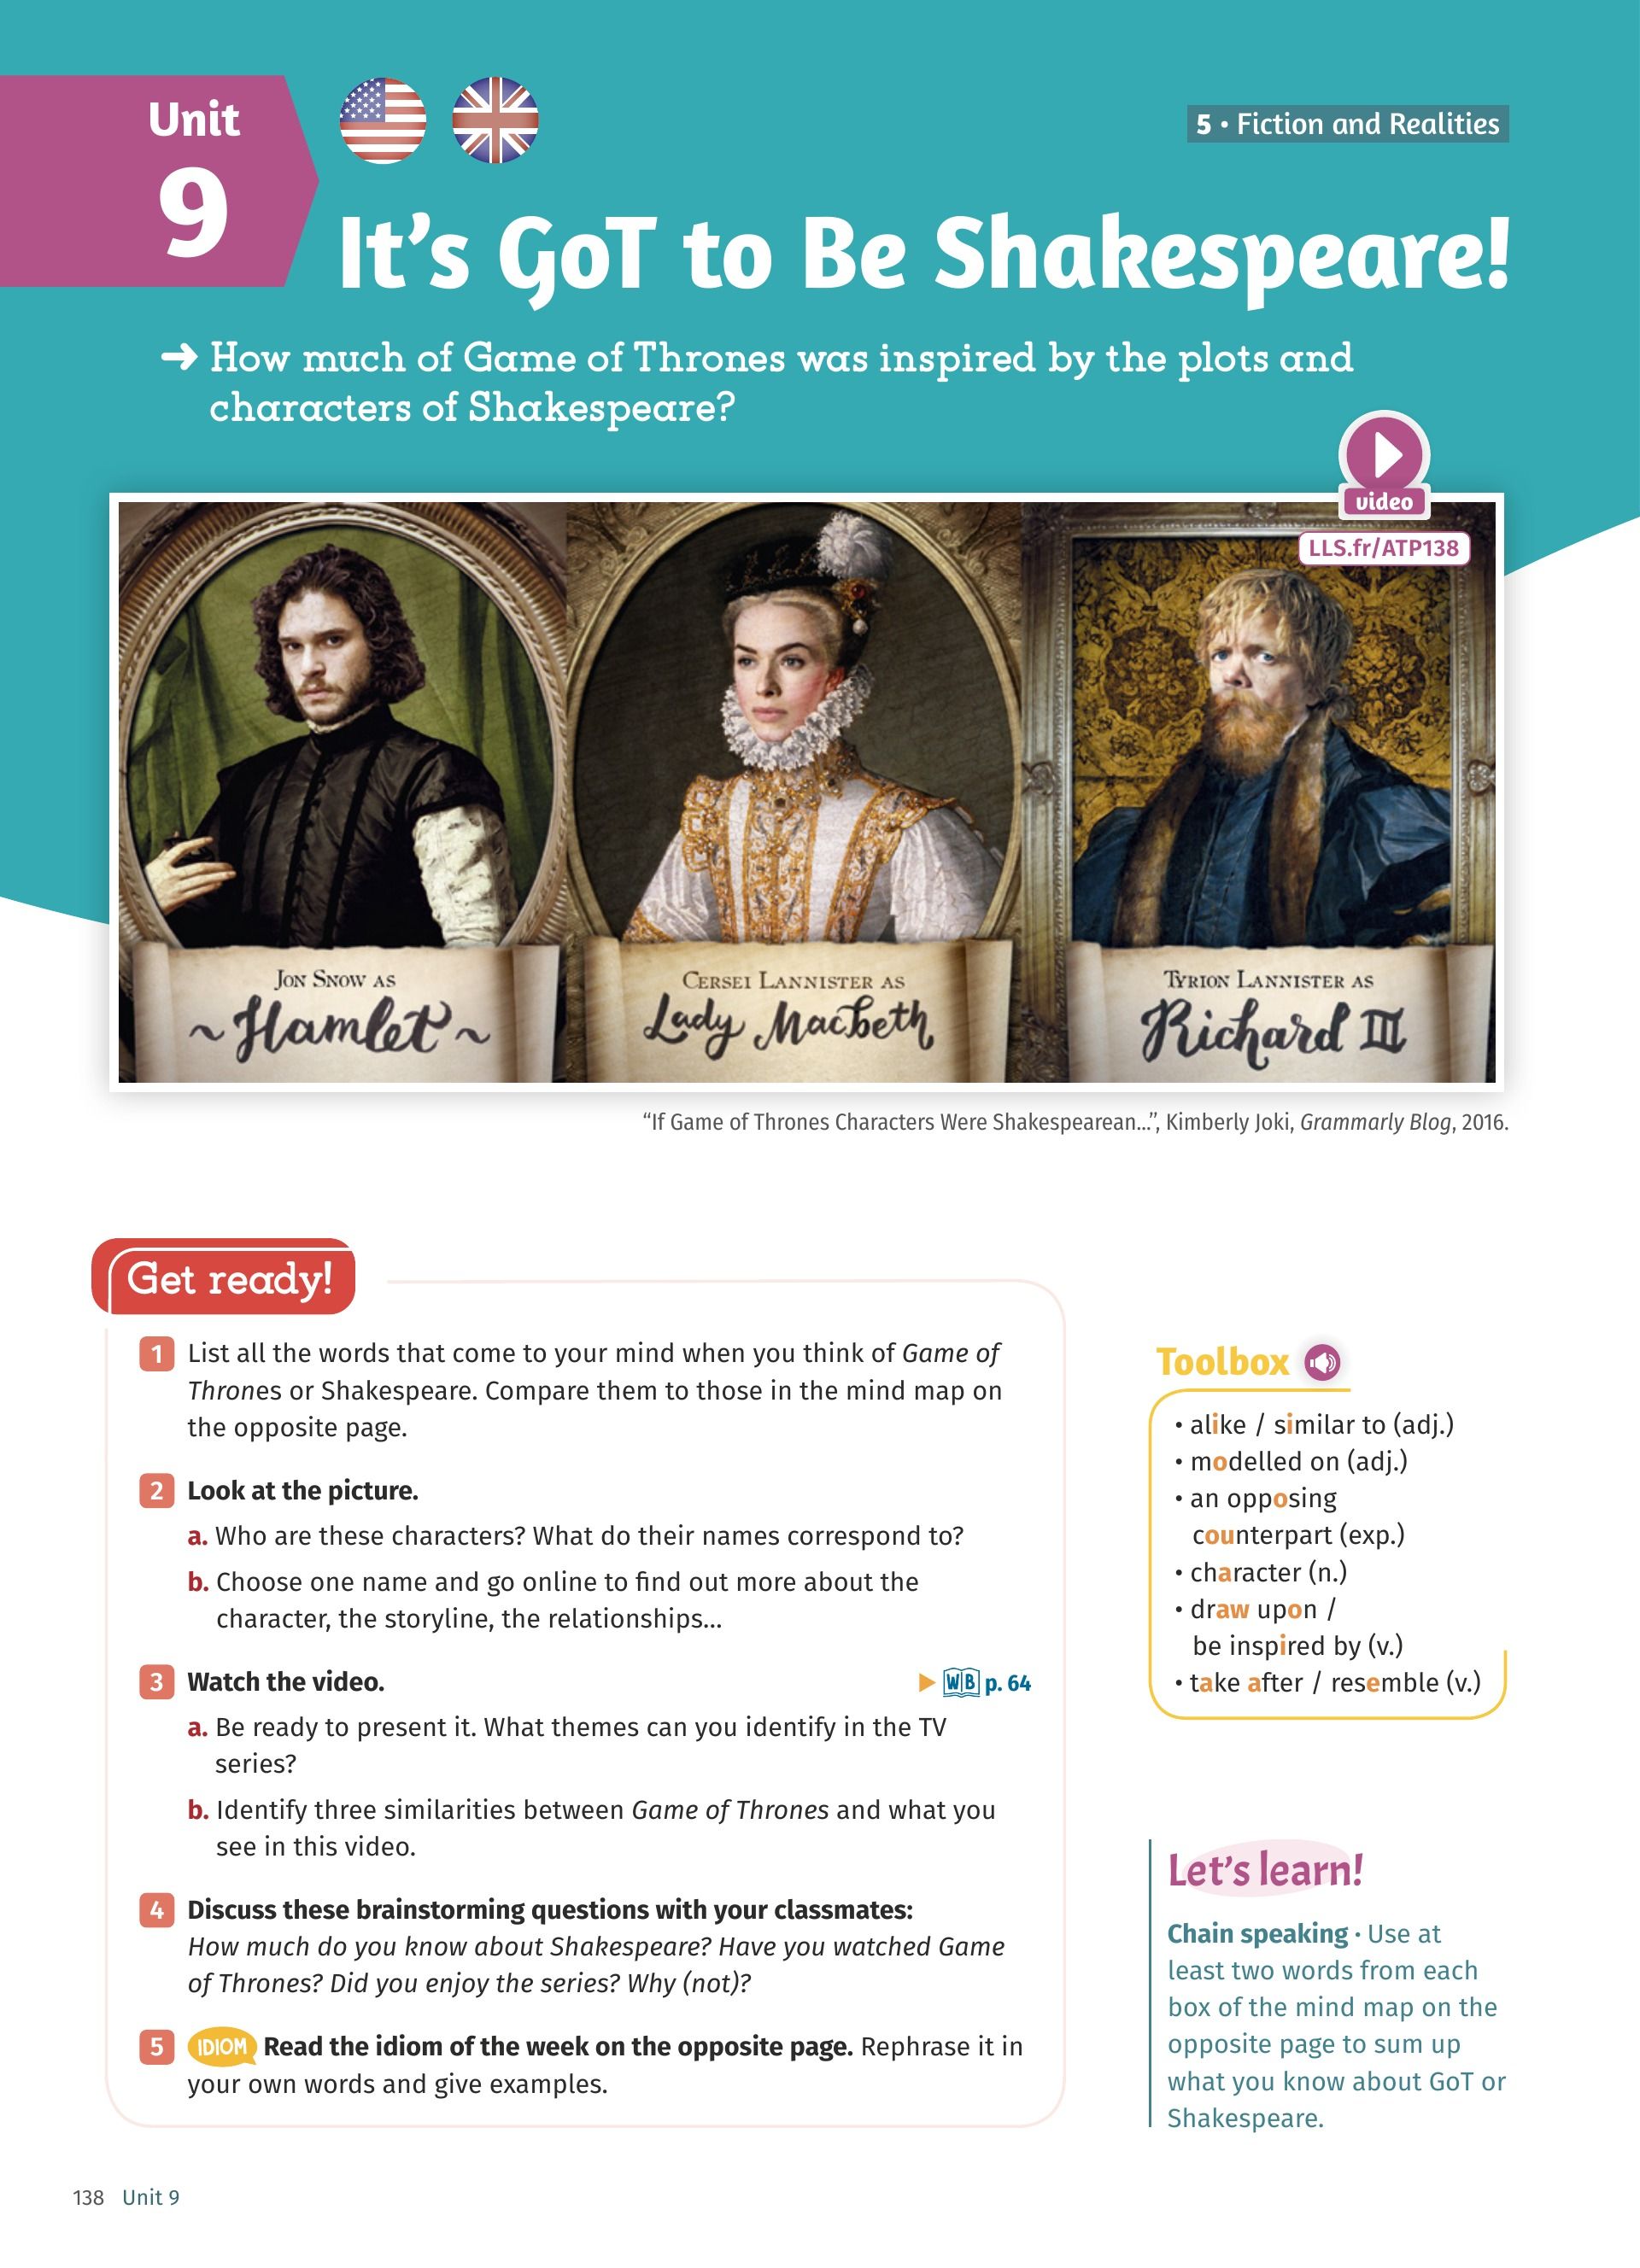 Unit
9
5 • Fiction and Realities
It's GoT to Be Shakespeare!
➜ How much of Game of Thrones was inspired by the plots and
characters of Shakespeare?
video
LLS.fr/ATP138
Jon Snow as
~ Hamlet ~
Cersei Lannister as
Lady Macbeth
Tyrion Lannister as
Richard III
“If Game of Thrones Characters Were Shakespearean...”, Kimberly Joki, Grammarly Blog, 2016.
Get ready!
1 List all the words that come to your mind when you think of Game of
Thrones or Shakespeare. Compare them to those in the mind map on
the opposite page.
2 Look at the picture.
a. Who are these characters? What do their names correspond to?
b. Choose one name and go online to find out more about the
character, the storyline, the relationships...
3 Watch the video. ▶ WB p. 64
a. Be ready to present it. What themes can you identify in the TV
series?
b. Identify three similarities between Game of Thrones and what you
see in this video.
4 Discuss these brainstorming questions with your classmates:
How much do you know about Shakespeare? Have you watched Game
of Thrones? Did you enjoy the series? Why (not)?
5 IDIOM Read the idiom of the week on the opposite page. Rephrase it in
your own words and give examples.
Toolbox
• alike / similar to (adj.)
• modelled on (adj.)
• an opposing
counterpart (exp.)
• character (n.)
• draw upon /
be inspired by (v.)
• take after / resemble (v.)
Let's learn!
Chain speaking • Use at
least two words from each
box of the mind map on the
opposite page to sum up
what you know about GoT or
Shakespeare.
138 Unit 9